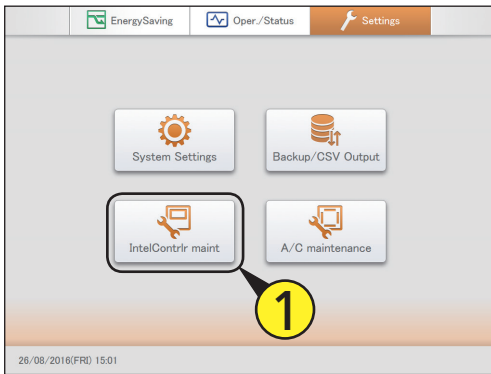 EnergySaving
Oper./Status
Settings
System Settings
Backup/CSV Output
IntelContrlr maint
A/C maintenance
1
26/08/2016(FRI) 15:01